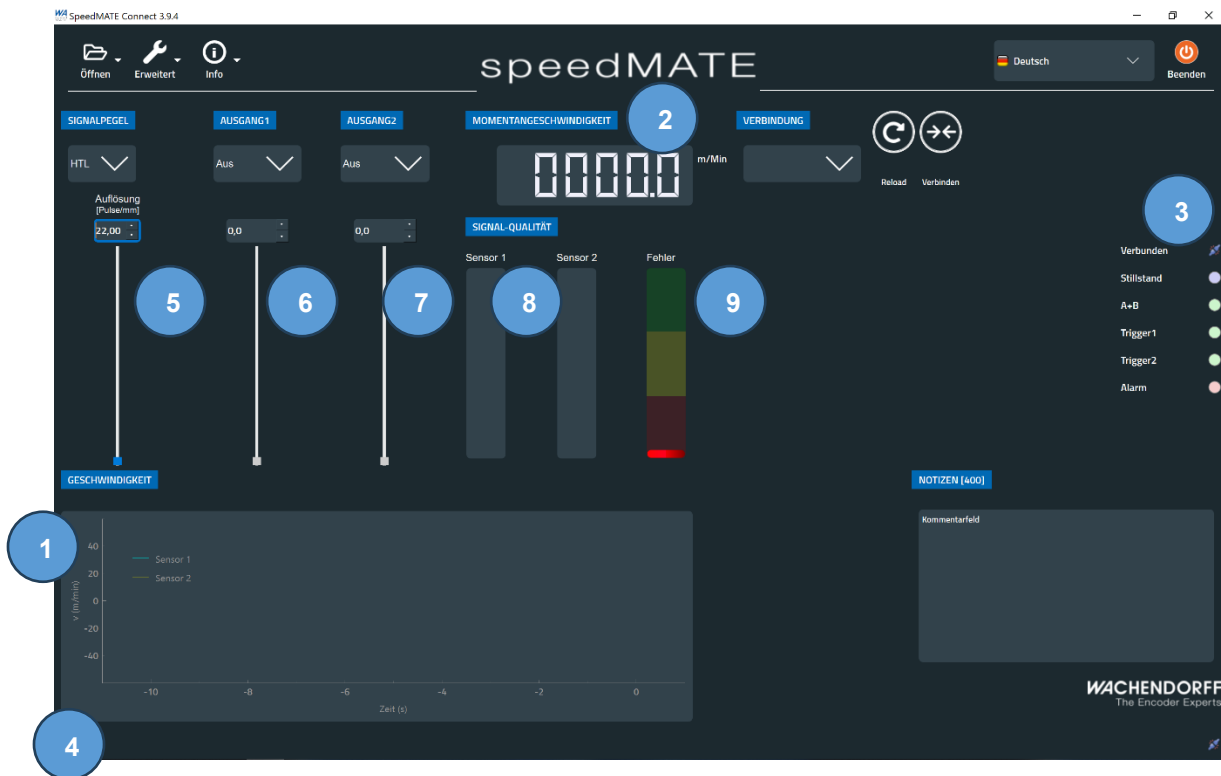 WA SpeedMATE Connect 3.9.4
Öffnen
Erweitert
Info
speedMATE
Deutsch
Beenden
SIGNALPEGEL
AUSGANG1
AUSGANG2
MOMENTANGESCHWINDIGKEIT
2
VERBINDUNG
HTL
Aus
Aus
0000.0
m/Min
Reload
Verbinden
Auflösung
[Pulse/mm]
22,00
0,0
0,0
SIGNAL-QUALITÄT
Sensor 1
Sensor 2
Fehler
3
Verbunden
Stillstand
A+B
Trigger1
Trigger2
Alarm
5
6
7
8
9
GESCHWINDIGKEIT
NOTIZEN [400]
Kommentarfeld
1
40
20
0
-20
-40
v (m/min)
Sensor 1
Sensor 2
-10
-8
-6
-4
-2
0
Zeit (s)
WACHENDORFF
The Encoder Experts
4